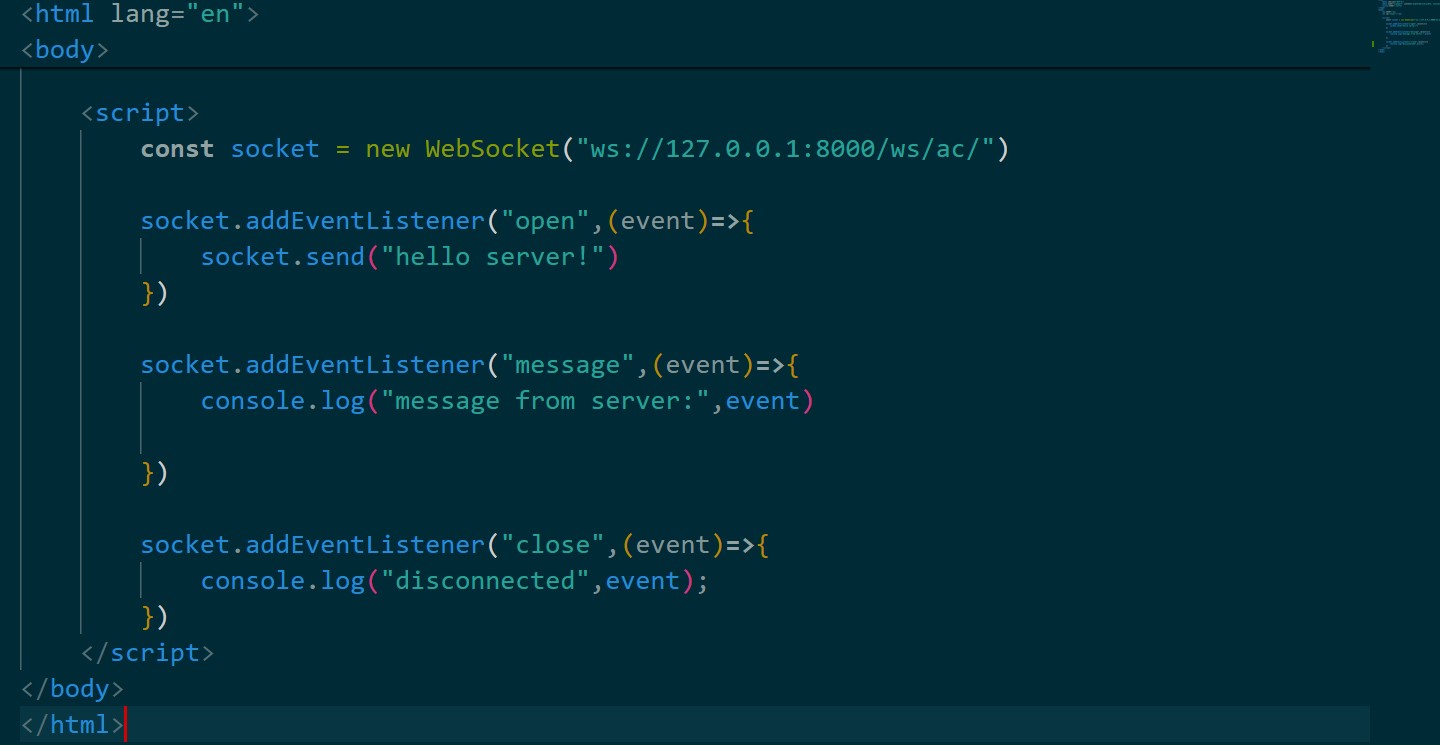 <html lang="en">
<body>
<script>
const socket = new WebSocket("ws://127.0.0.1:8000/ws/ac/")
socket.addEventListener("open",(event)=>{
socket.send("hello server!")
})
socket.addEventListener("message",(event)=>{
console.log("message from server:",event)
})
socket.addEventListener("close",(event)=>{
console.log("disconnected",event);
})
</script>
</body>
</html>